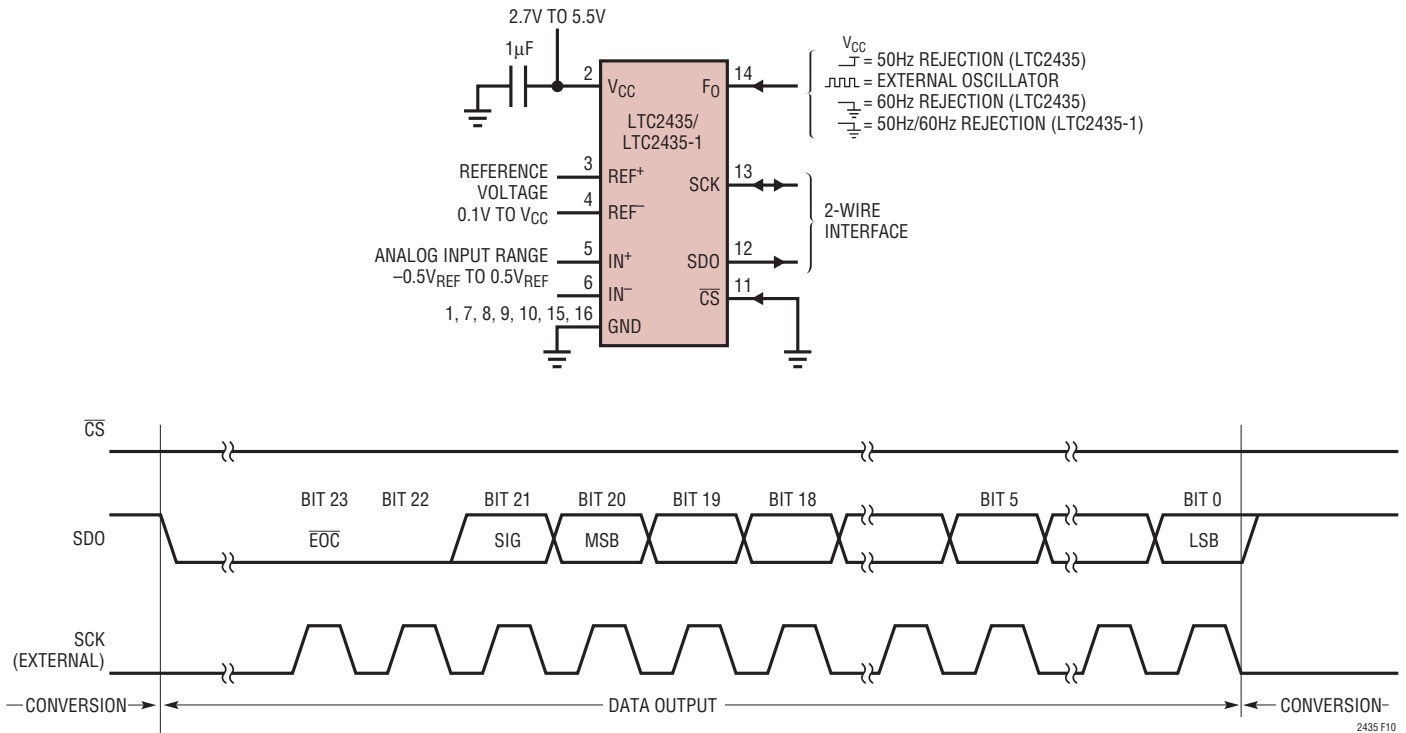 2.7V TO 5.5V
1µF
2
VCC
LTC2435/
LTC2435-1
3
REF+
REFERENCE
VOLTAGE
0.1V TO VCC
4
REF–
ANALOG INPUT RANGE
–0.5VREF TO 0.5VREF
5
IN+
6
IN–
1, 7, 8, 9, 10, 15, 16
GND
14
FO
13
SCK
12
SDO
11
CS
VCC
= 50Hz REJECTION (LTC2435)
= EXTERNAL OSCILLATOR
= 60Hz REJECTION (LTC2435)
= 50Hz/60Hz REJECTION (LTC2435-1)
2-WIRE
INTERFACE
CS
BIT 23 BIT 22 BIT 21 BIT 20 BIT 19 BIT 18 BIT 5 BIT 0
SDO
EOC SIG MSB LSB
SCK
(EXTERNAL)
CONVERSION DATA OUTPUT CONVERSION
2435 F10